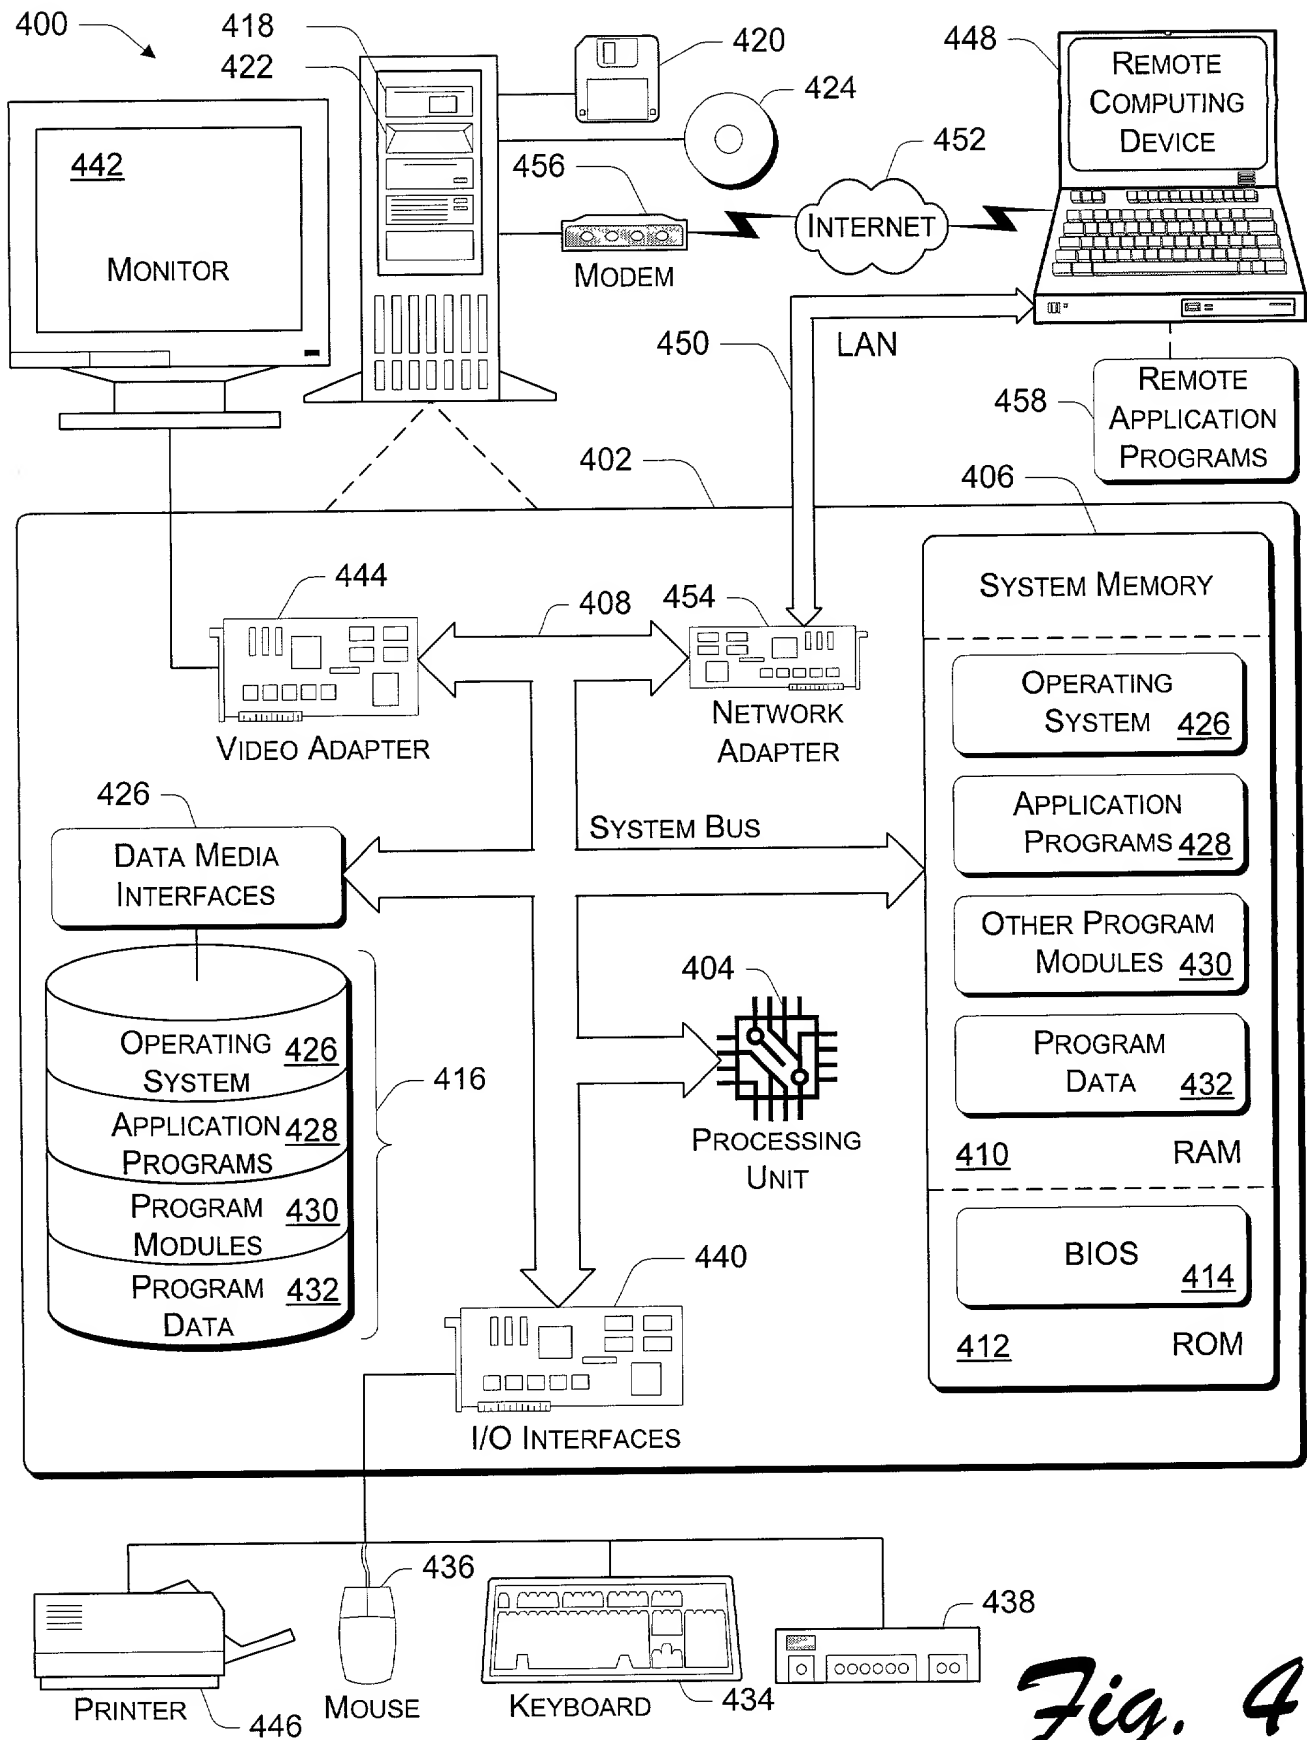 400
418
422
420
424
448
REMOTE
COMPUTING
DEVICE
442
MONITOR
456
MODEM
452
INTERNET
450
LAN
458
REMOTE
APPLICATION
PROGRAMS
402
406
SYSTEM MEMORY
444
VIDEO ADAPTER
408
454
NETWORK
ADAPTER
OPERATING
SYSTEM 426
APPLICATION
PROGRAMS 428
OTHER PROGRAM
MODULES 430
PROGRAM
DATA 432
410 RAM
BIOS
414
412 ROM
426
DATA MEDIA
INTERFACES
SYSTEM BUS
OPERATING 426
SYSTEM
APPLICATION 428
PROGRAMS
PROGRAM 430
MODULES
PROGRAM 432
DATA
416
404
PROCESSING
UNIT
440
I/O INTERFACES
PRINTER
446
436
MOUSE
KEYBOARD
434
438
Fig. 4